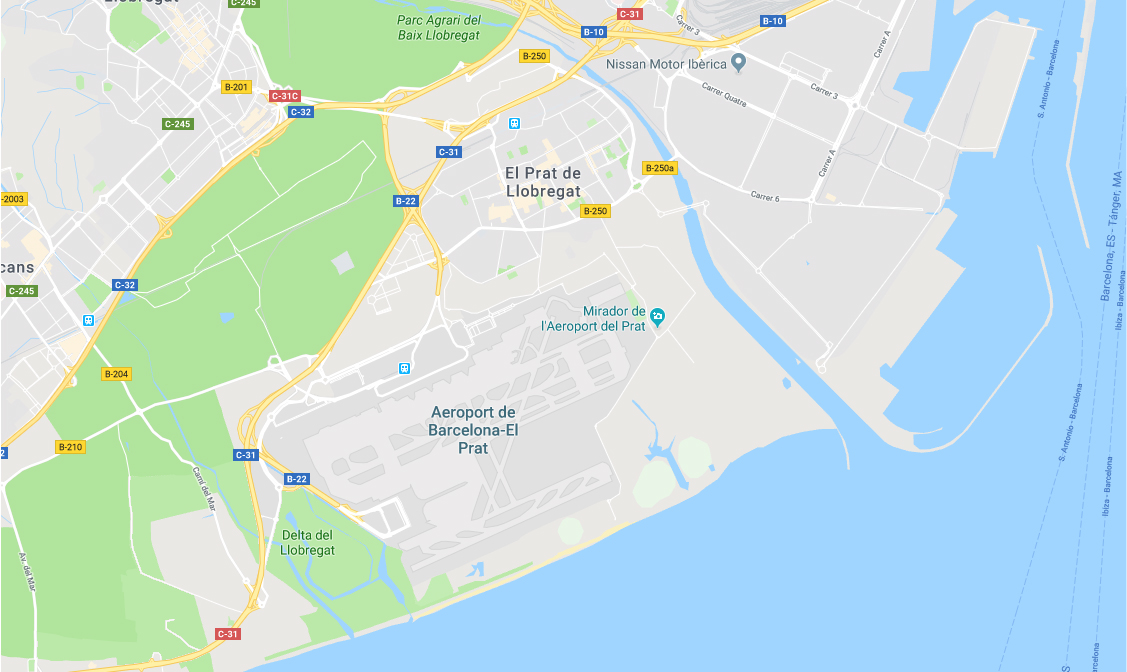 Llobregat
C-245
Parc Agrari del
Baix Llobregat
C-31
B-10
B-10
Carrer 3
Carrer A
S. Antonio - Barcelona
B-250
Nissan Motor Ibèrica
B-201
C-31C
C-32
Carrer Quatre
Carrer 3
C-245
C-31
El Prat de
Llobregat
B-250a
Carrer A
-2003
B-22
B-250
Carrer 6
Barcelona, ES - Tánger, MA
cans
C-245
C-32
Ibiza - Barcelona
Mirador de
l'Aeroport del Prat
B-204
Aeroport de
Barcelona-El
Prat
S. Antonio - Barcelona
B-210
2
C-31
B-22
Camí del Mar
Ibiza - Barcelona
Delta del
Llobregat
Av. del Mar
C-31
S
rcelona